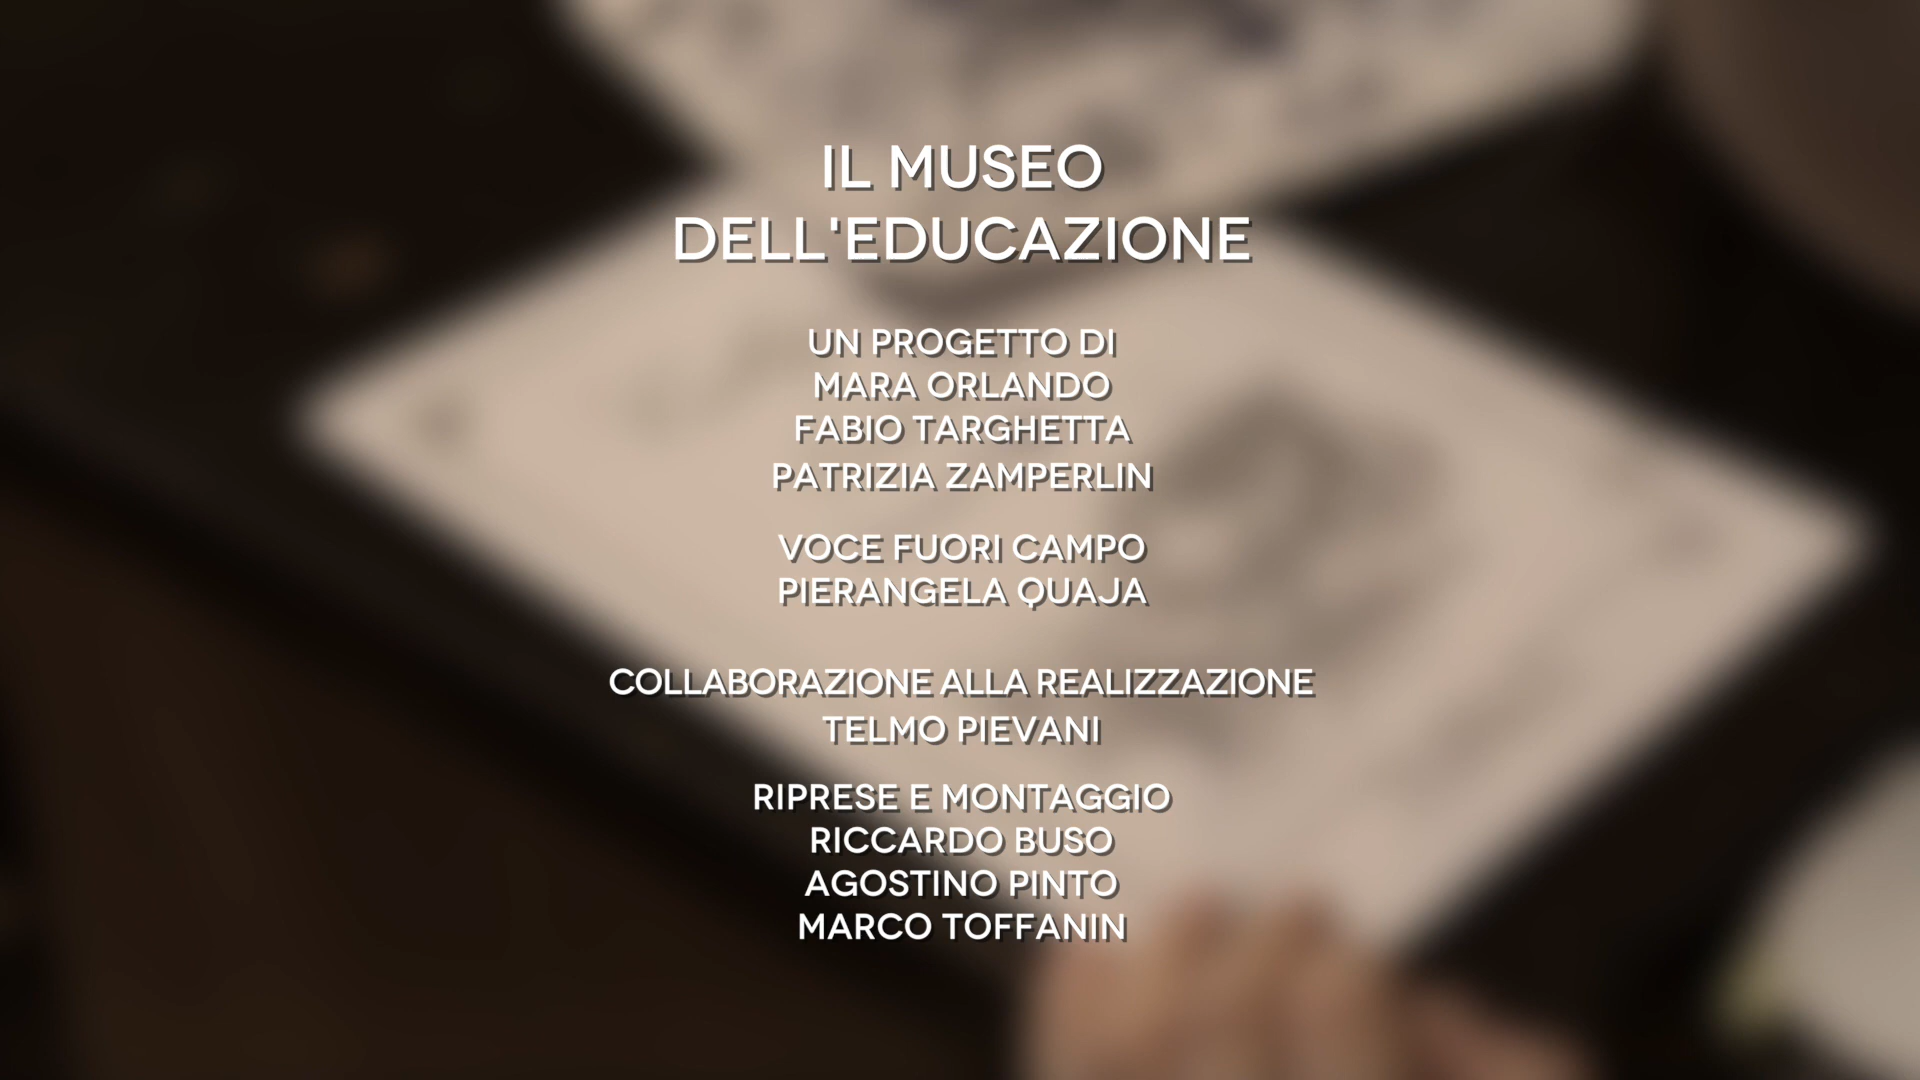 IL MUSEO
DELL'EDUCAZIONE
UN PROGETTO DI
MARA ORLANDO
FABIO TARGHETTA
PATRIZIA ZAMPERLIN
VOCE FUORI CAMPO
PIERANGELA QUAJA
COLLABORAZIONE ALLA REALIZZAZIONE
TELMO PIEVANI
RIPRESE E MONTAGGIO
RICCARDO BUSO
AGOSTINO PINTO
MARCO TOFFANIN